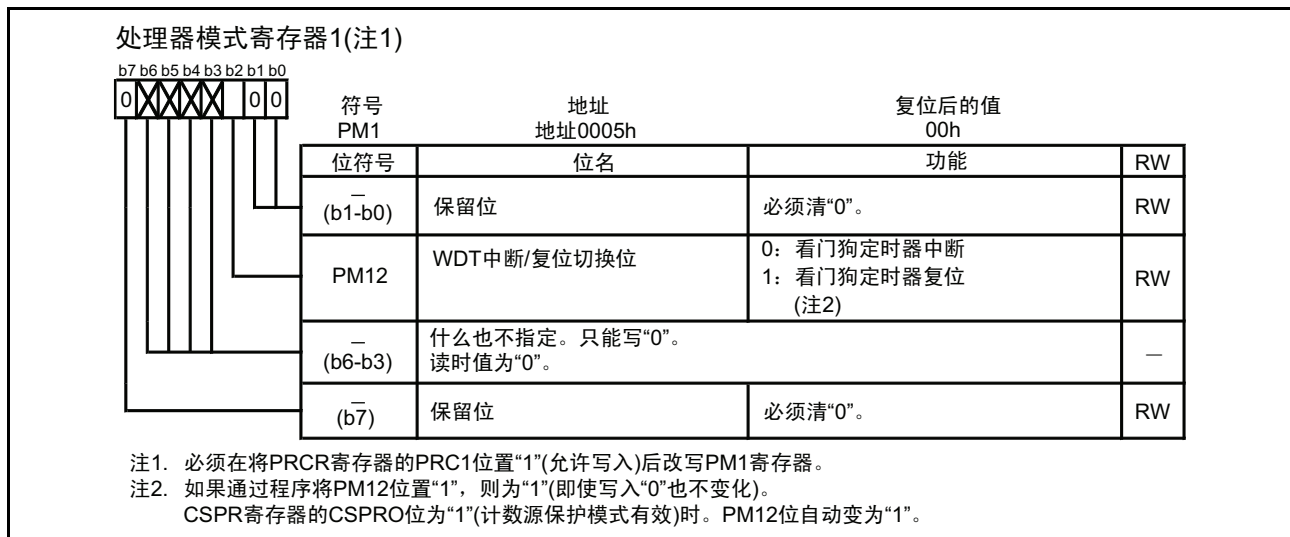 处理器模式寄存器1(注1)
b7 b6 b5 b4 b3 b2 b1 b0
0 0 0
符号 地址 复位后的值
PM1 地址0005h 00h
位符号 位名 功能 RW
—
(b1-b0) 保留位 必须清“0”。 RW
PM12 WDT中断/复位切换位 0：看门狗定时器中断
1：看门狗定时器复位 RW
(注2)
—
(b6-b3) 什么也不指定。只能写“0”。 —
读时值为“0”。
—
(b7) 保留位 必须清“0”。 RW
注1. 必须在将PRCR寄存器的PRC1位置“1”(允许写入)后改写PM1寄存器。
注2. 如果通过程序将PM12位置“1”，则为“1”(即使写入“0”也不变化)。
CSPR寄存器的CSPRO位为“1”(计数源保护模式有效)时。PM12位自动变为“1”。